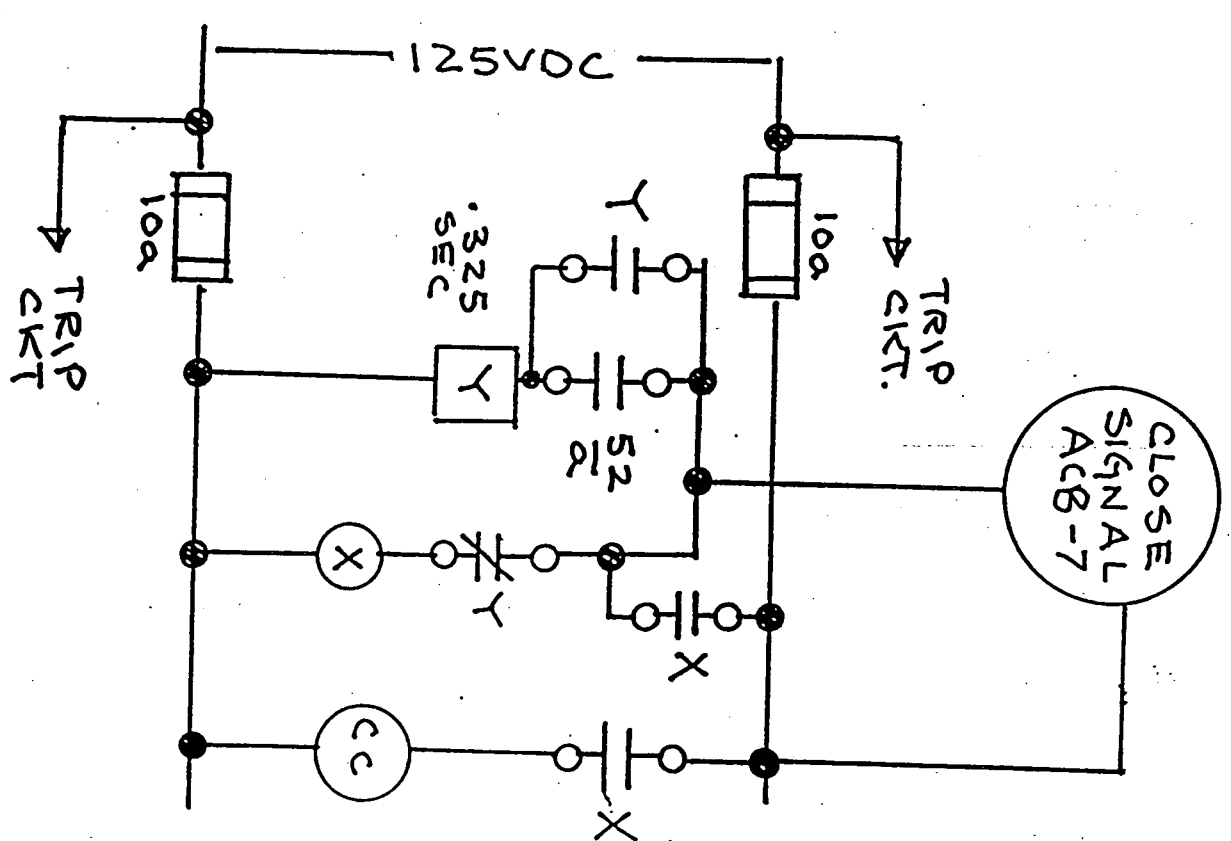 125VDC
10a
10a
TRIP
CKT
TRIP
CKT.
.325
SEC
Y
Y
52
a
CLOSE
SIGNAL
ACB-7
X
Y
X
CC
X